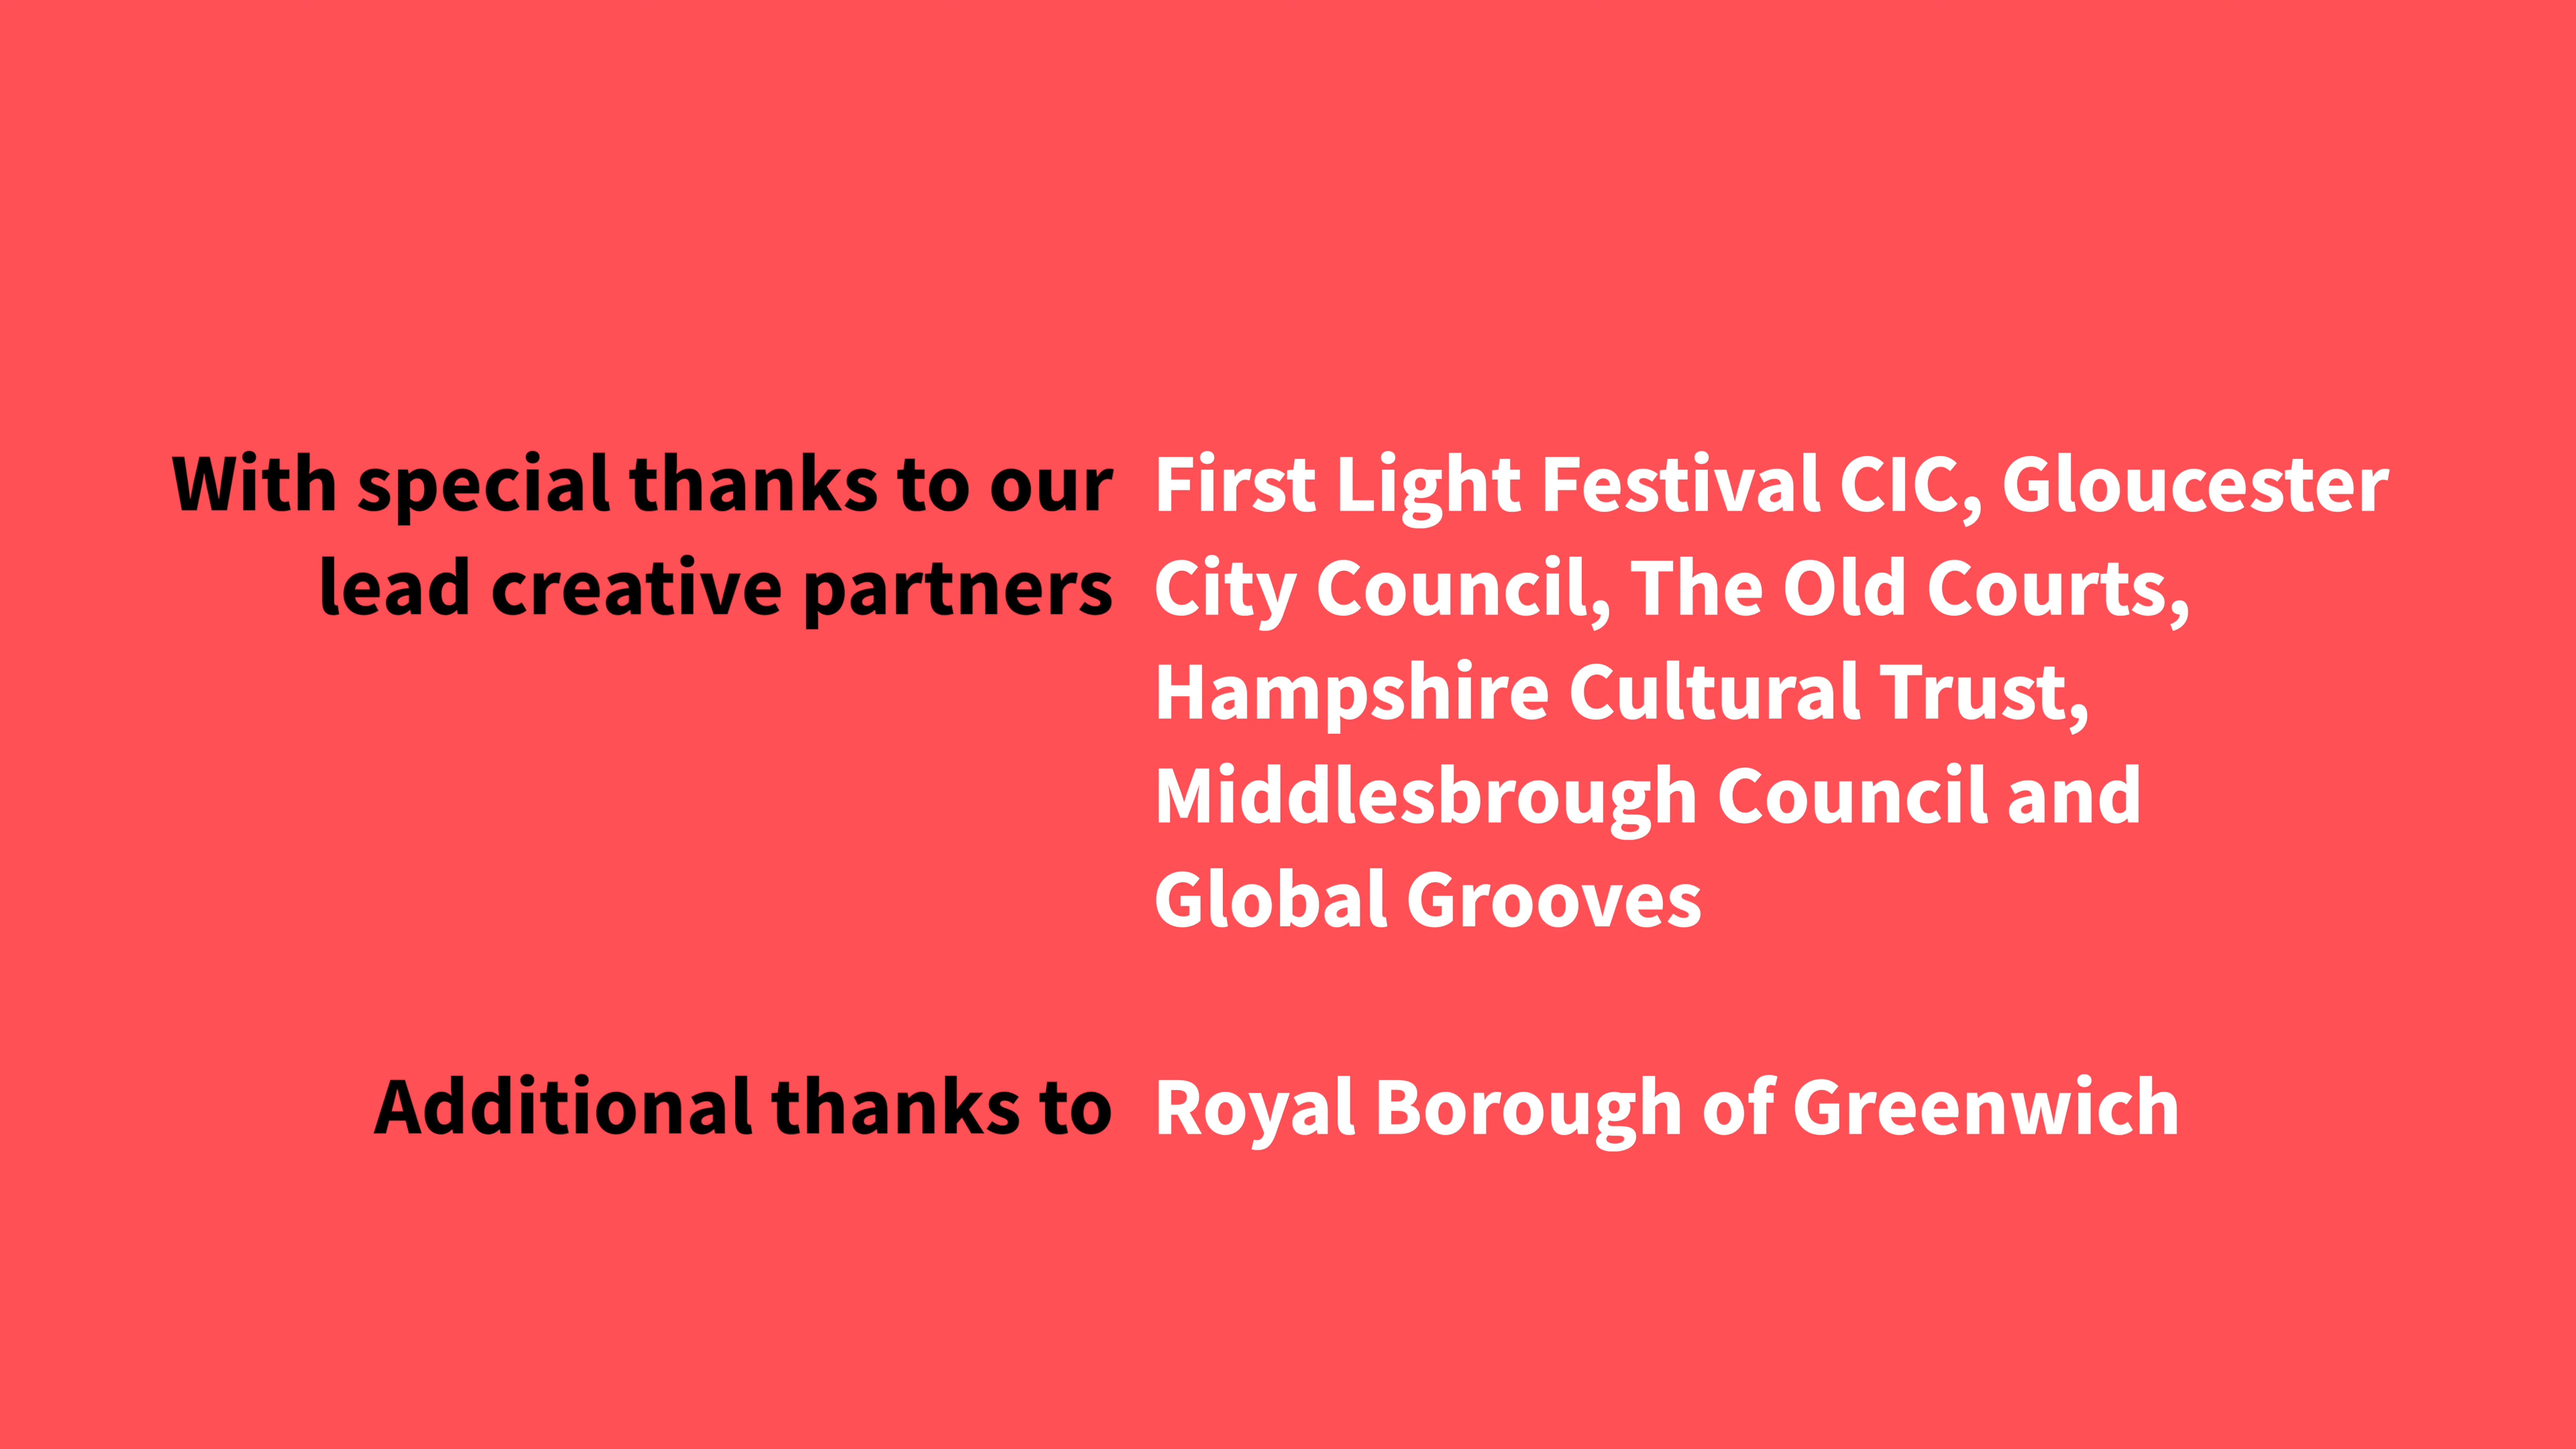 With special thanks to our
lead creative partners
First Light Festival CIC, Gloucester
City Council, The Old Courts,
Hampshire Cultural Trust,
Middlesbrough Council and
Global Grooves
Additional thanks to
Royal Borough of Greenwich